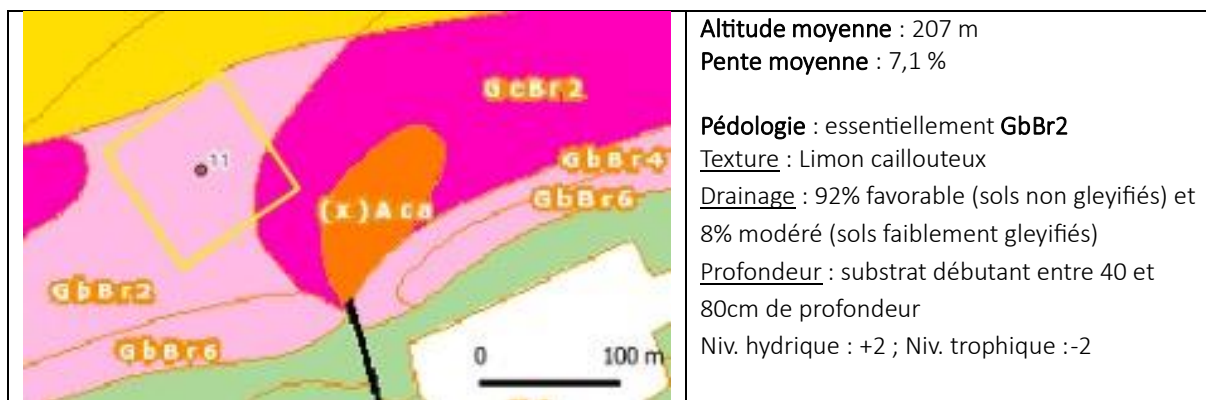 11
GcBr2
GbBr4
GbBr6
(x)Aca
GbBr2
GbBr6
0 100 m
Altitude moyenne : 207 m
Pente moyenne : 7,1 %
Pédologie : essentiellement GbBr2
Texture : Limon caillouteux
Drainage : 92% favorable (sols non gleyifiés) et
8% modéré (sols faiblement gleyifiés)
Profondeur : substrat débutant entre 40 et
80cm de profondeur
Niv. hydrique : +2 ; Niv. trophique :-2